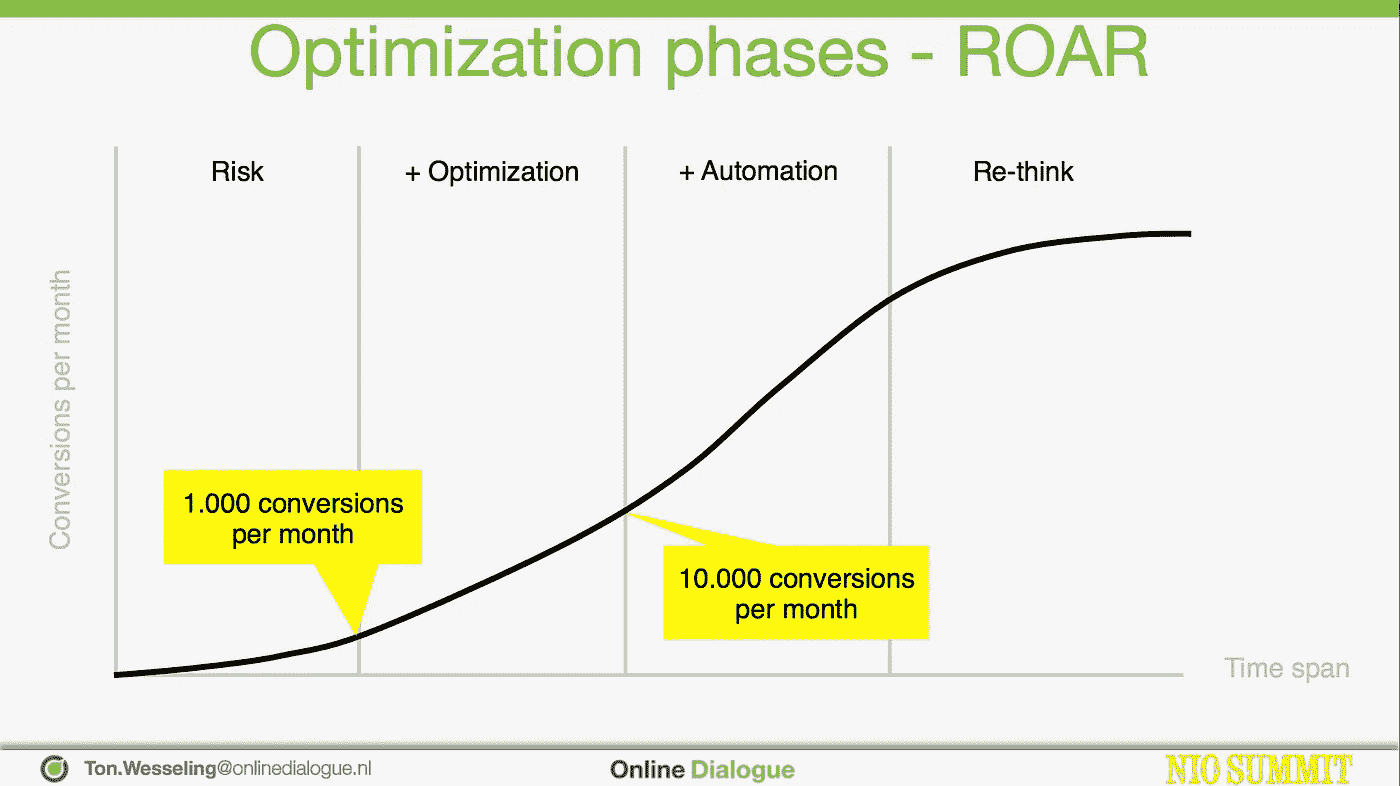 Optimization phases - ROAR
Risk
+ Optimization
+ Automation
Re-think
Conversions per month
1.000 conversions
per month
10.000 conversions
per month
Time span
Ton.Wesseling@onlinedialogue.nl
Online Dialogue
NIO SUMMIT